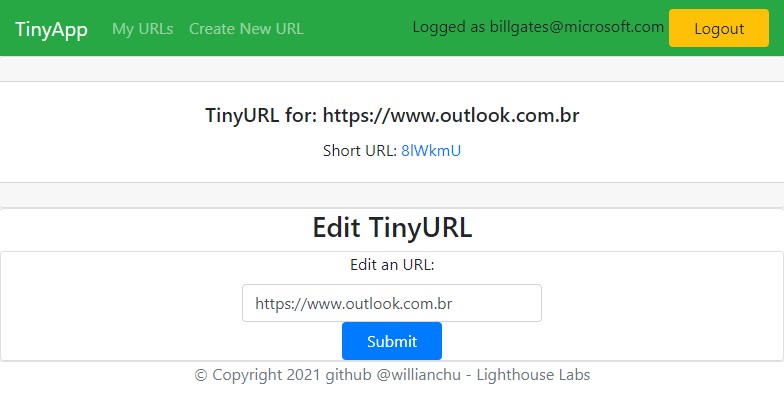 TinyApp My URLs Create New URL Logged as billgates@microsoft.com Logout
TinyURL for: https://www.outlook.com.br
Short URL: 8lWkmU
Edit TinyURL
Edit an URL:
https://www.outlook.com.br
Submit
© Copyright 2021 github @willianchu - Lighthouse Labs